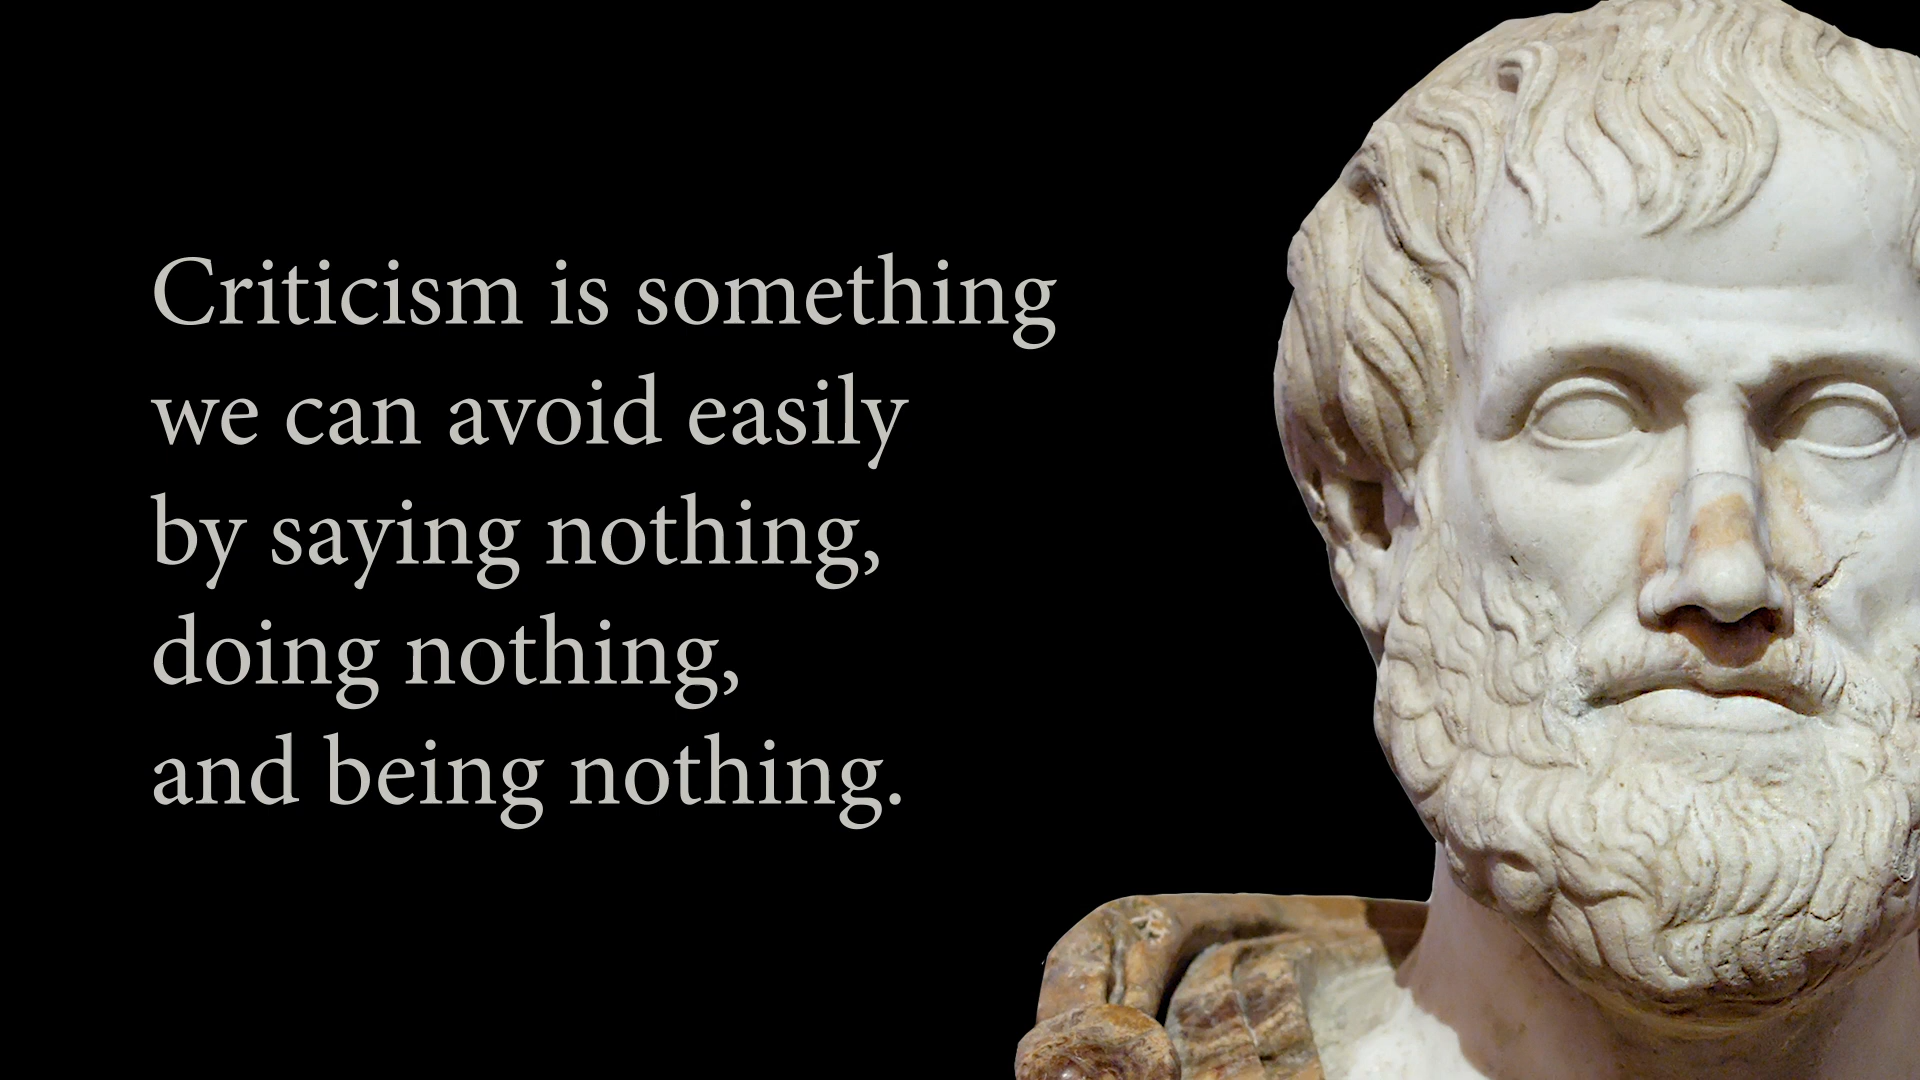 Criticism is something
we can avoid easily
by saying nothing,
doing nothing,
and being nothing.